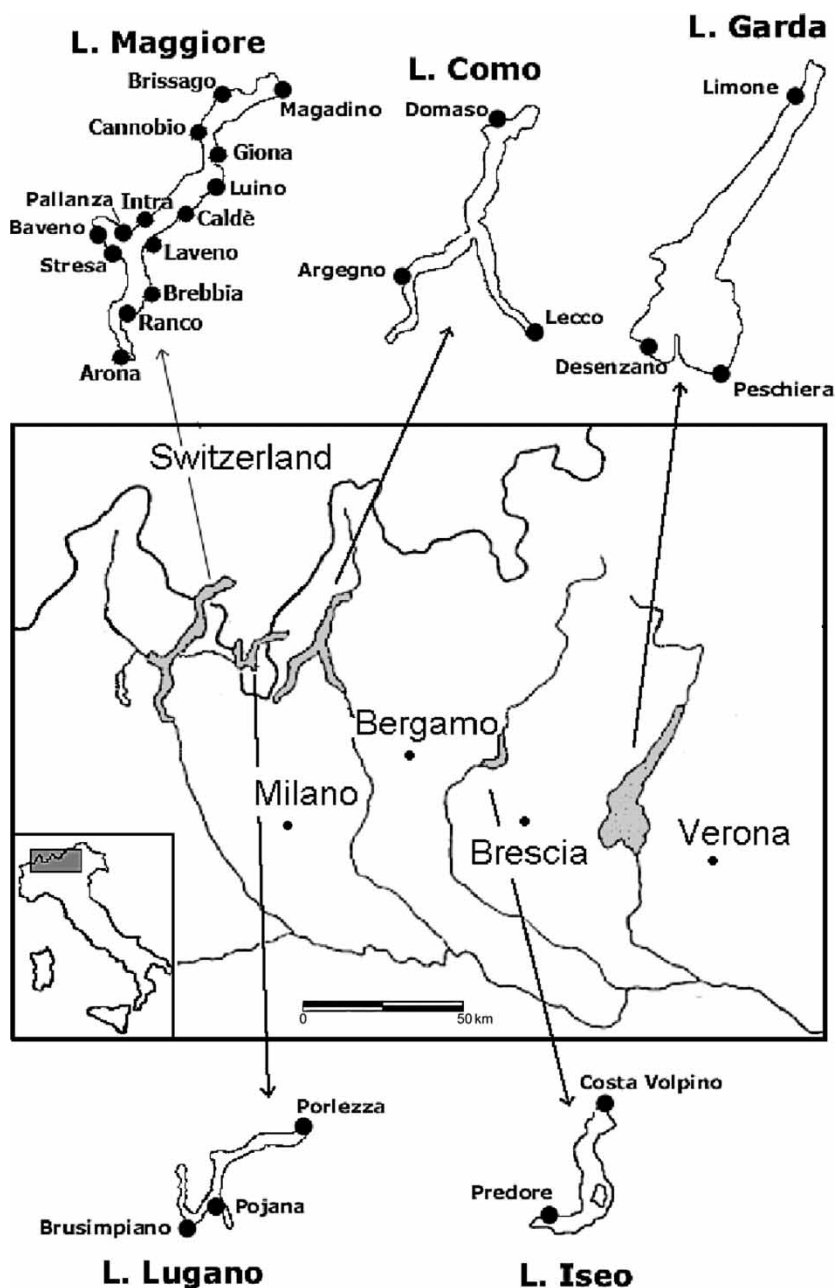 L. Maggiore
L. Como
L. Garda
Brissago
Magadino
Cannobio
Giona
Luino
Pallanza
Intra
Caldè
Baveno
Laveno
Stresa
Brebbia
Ranco
Arona
Domaso
Argegno
Lecco
Limone
Desenzano
Peschiera
Switzerland
Bergamo
Milano
Brescia
Verona
0
50 km
Porlezza
Pojana
Brusimpiano
L. Lugano
Costa Volpino
Predore
L. Iseo